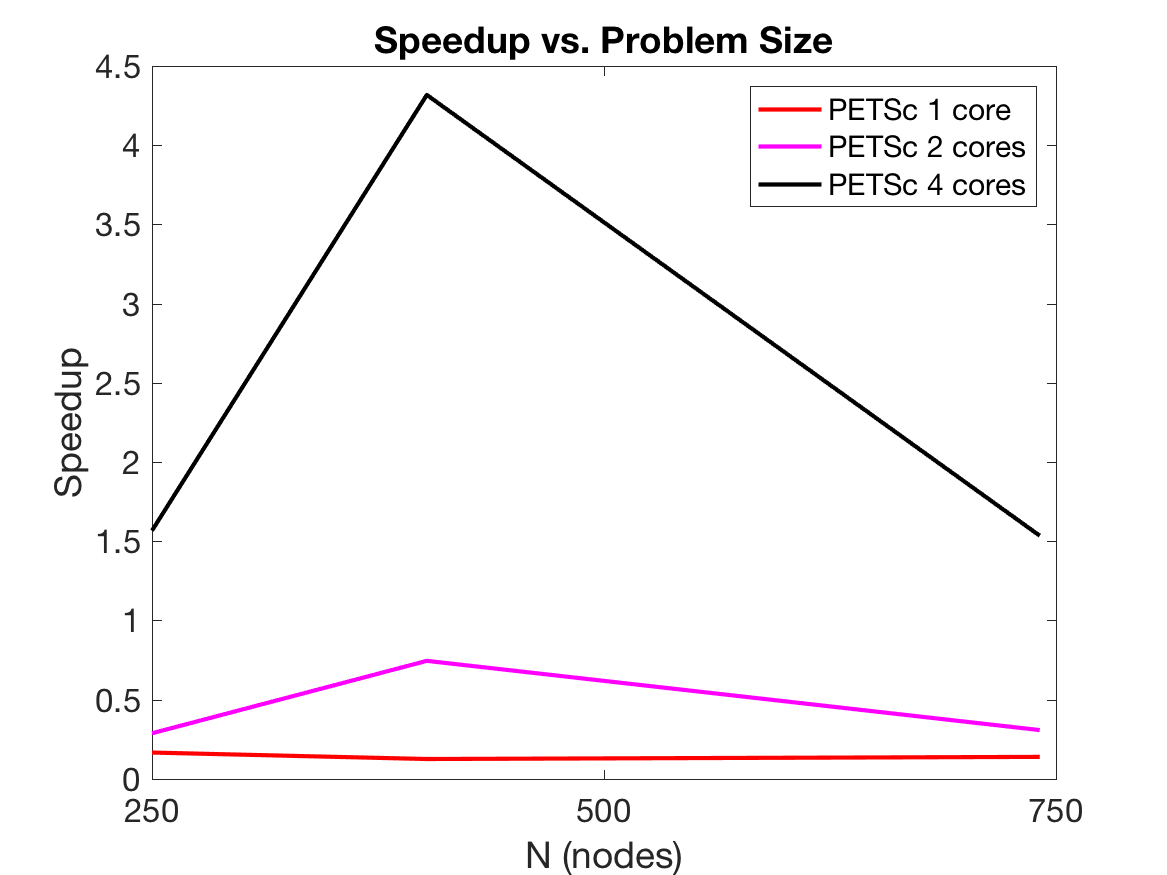 Speedup vs. Problem Size
4.5
4
3.5
3
2.5
2
1.5
1
0.5
0
Speedup
PETSc 1 core
PETSc 2 cores
PETSc 4 cores
250
500
750
N (nodes)